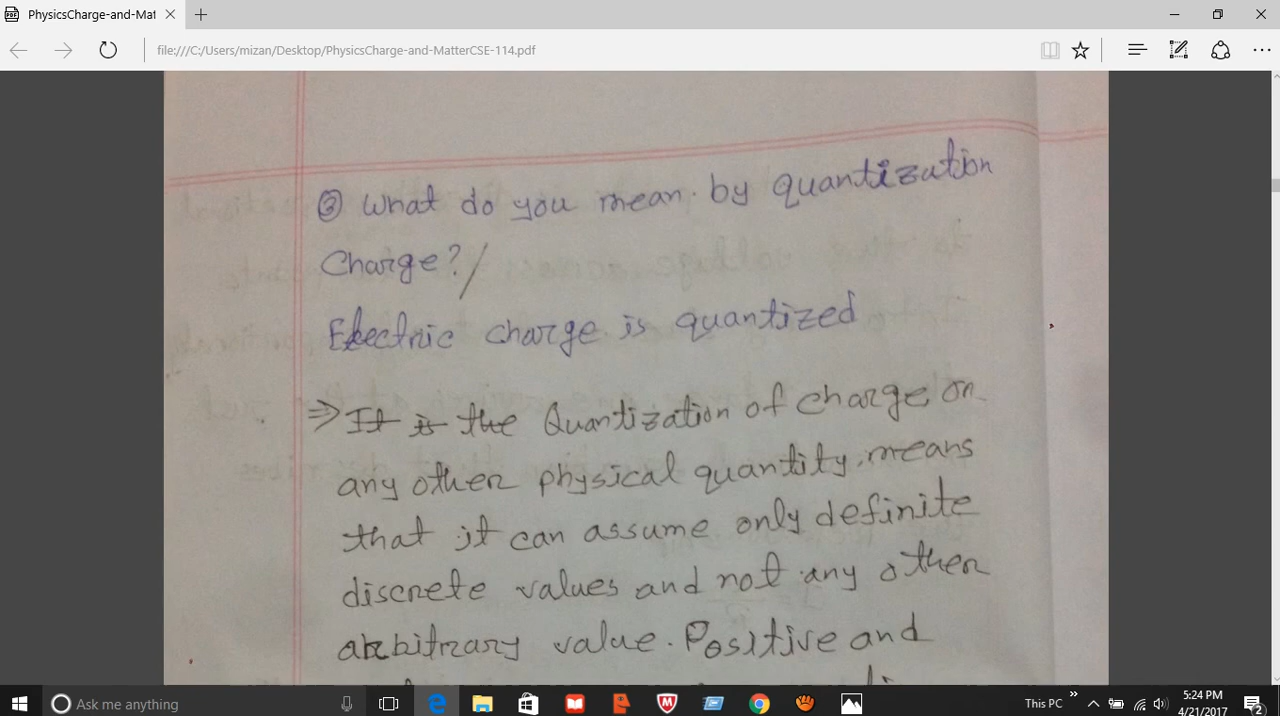 PhysicsCharge-and-Mat
file:///C:/Users/mizan/Desktop/PhysicsCharge-and-MatterCSE-114.pdf
③ What do you mean by quantization
Charge?/
Electric charge is quantized
⇒ It is the Quantization of charge or
any other physical quantity, means
that it can assume only definite
discrete values and not any other
arbitrary value. Positive and
Ask me anything
This PC
5:24 PM
4/21/2017
2